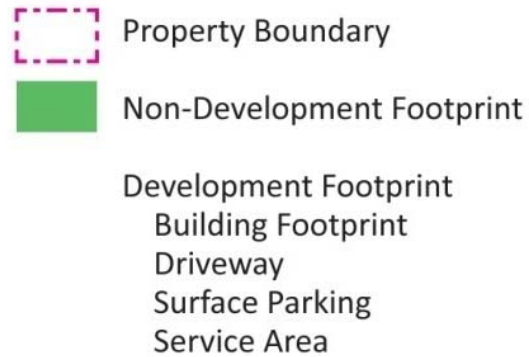 Property Boundary
Non-Development Footprint
Development Footprint
Building Footprint
Driveway
Surface Parking
Service Area